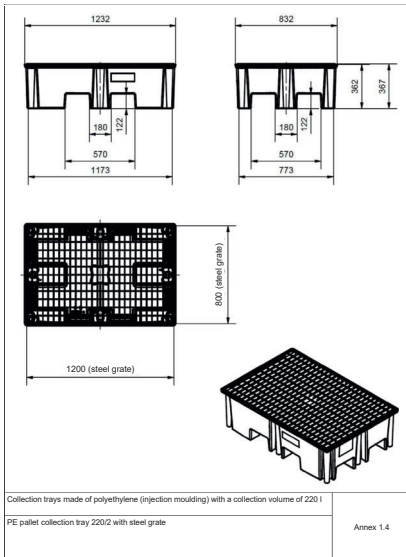 1232
832
180
122
570
1173
180
122
570
773
362
367
800 (steel grate)
1200 (steel grate)
Collection trays made of polyethylene (injection moulding) with a collection volume of 220 l
PE pallet collection tray 220/2 with steel grate
Annex 1.4